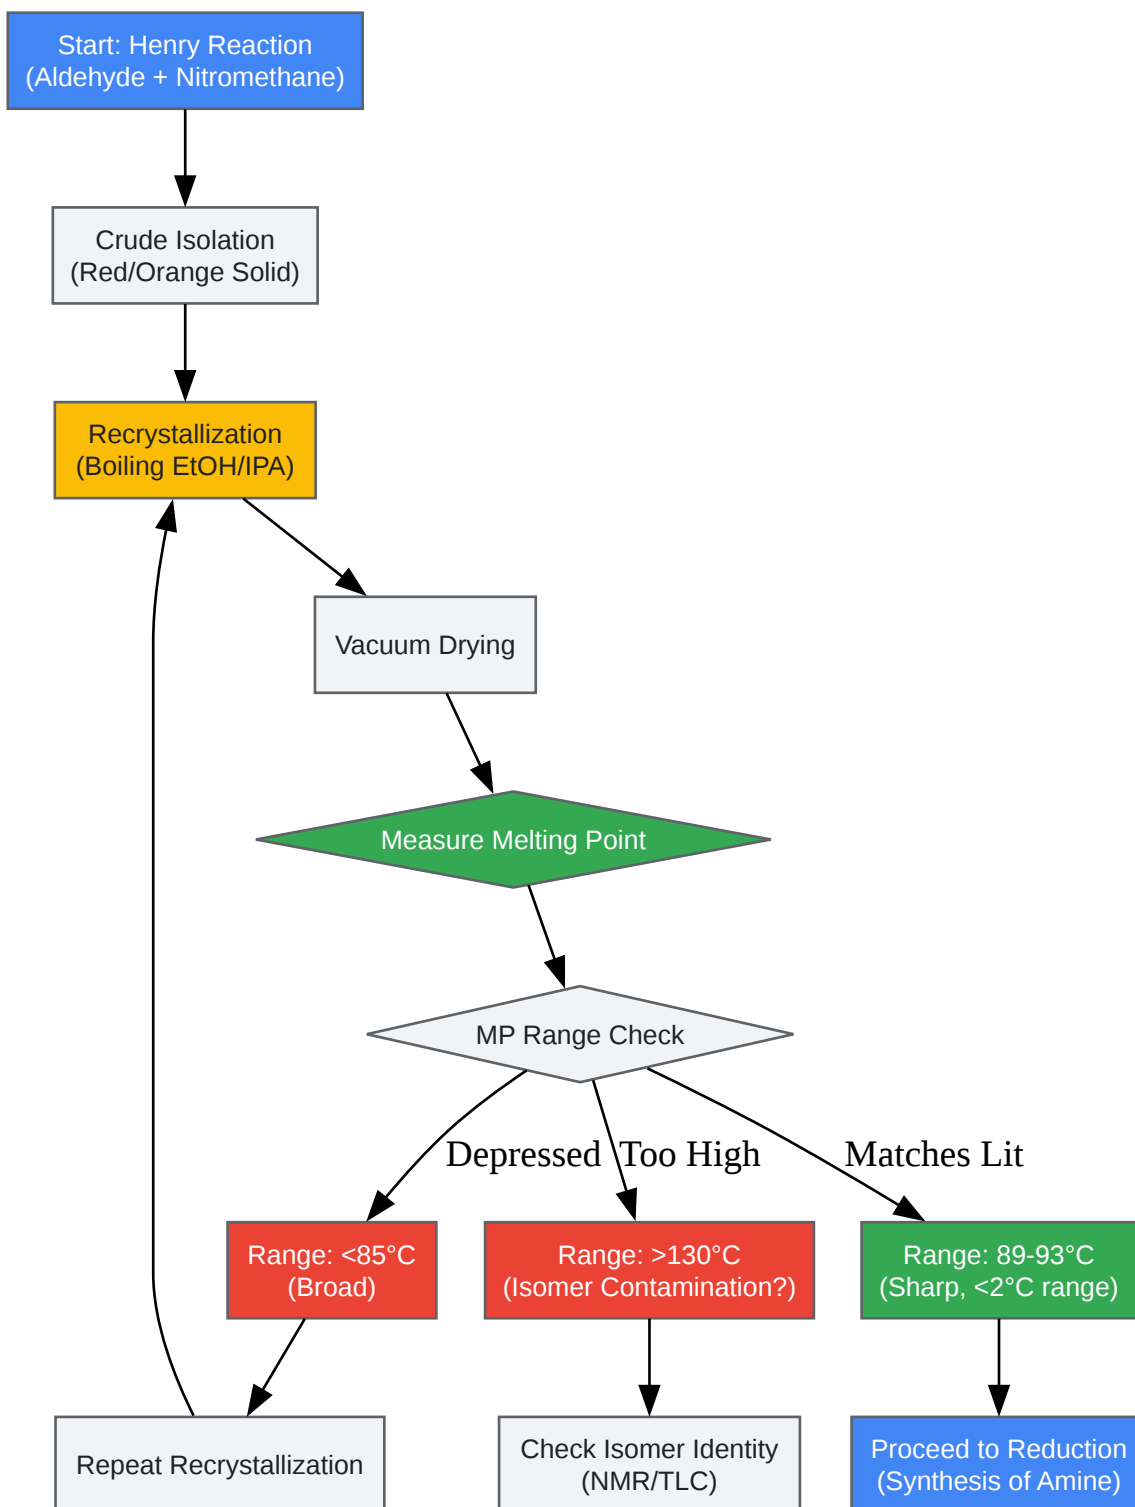 Start: Henry Reaction
(Aldehyde + Nitromethane)
Crude Isolation
(Red/Orange Solid)
Recrystallization
(Boiling EtOH/IPA)
Vacuum Drying
Measure Melting Point
MP Range Check
Depressed
Too High
Matches Lit
Range: <85°C
(Broad)
Range: >130°C
(Isomer Contamination?)
Range: 89-93°C
(Sharp, <2°C range)
Repeat Recrystallization
Check Isomer Identity
(NMR/TLC)
Proceed to Reduction
(Synthesis of Amine)